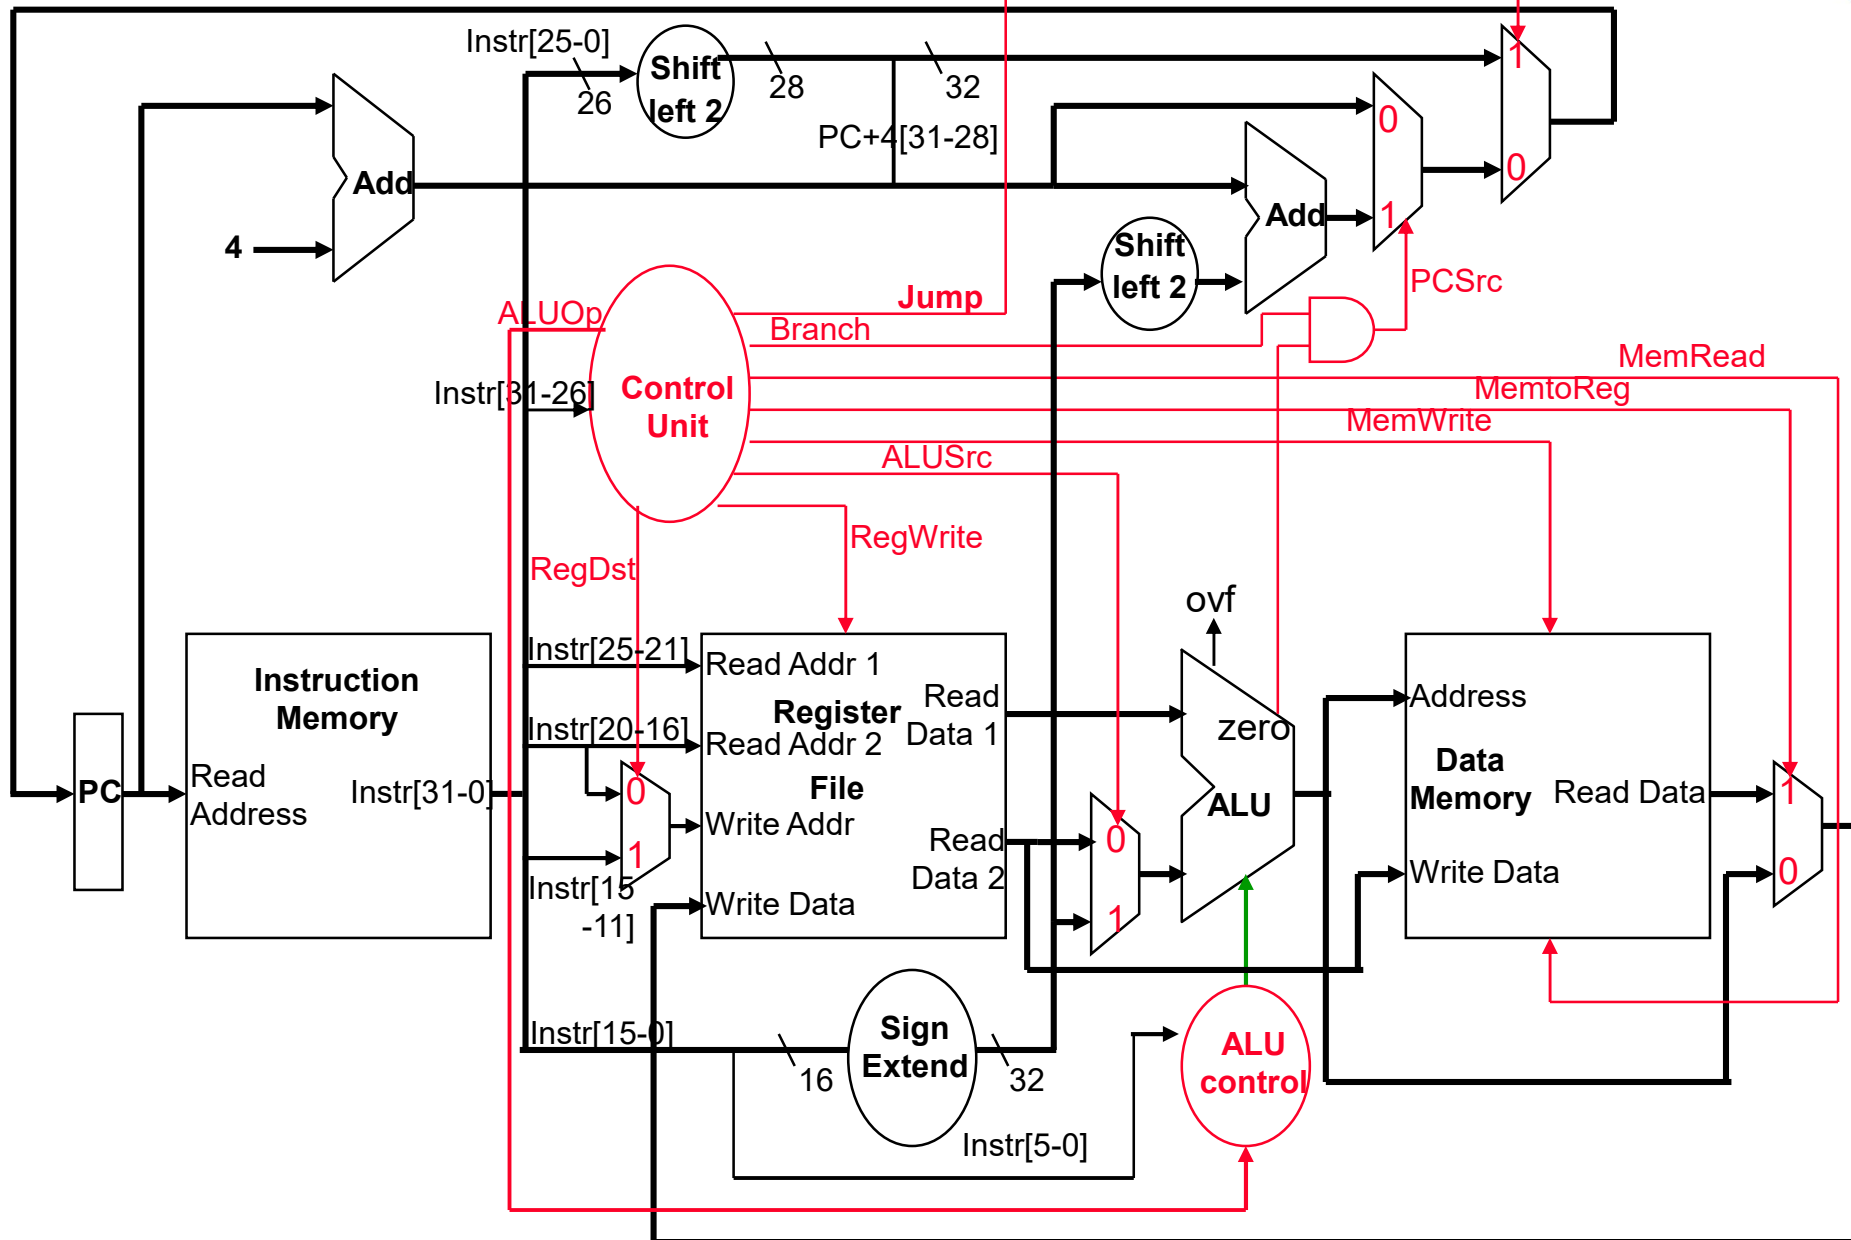 Instr[25-0]
26
Shift
left 2
28
32
PC+4[31-28]
1
0
0
1
Add
4
Add
Shift
left 2
PCSrc
ALUOp
Jump
Branch
MemRead
MemtoReg
MemWrite
ALUSrc
Instr[31-26]
Control
Unit
RegWrite
RegDst
ovf
Instruction
Memory
PC
Read
Address
Instr[31-0]
Instr[25-21]
Instr[20-16]
0
1
Instr[15
-11]
Read Addr 1
Register
Read Addr 2
File
Write Addr
Write Data
Read
Data 1
Read
Data 2
0
1
zero
ALU
Address
Data
Memory
Read Data
Write Data
1
0
Instr[15-0]
16
Sign
Extend
32
ALU
control
Instr[5-0]